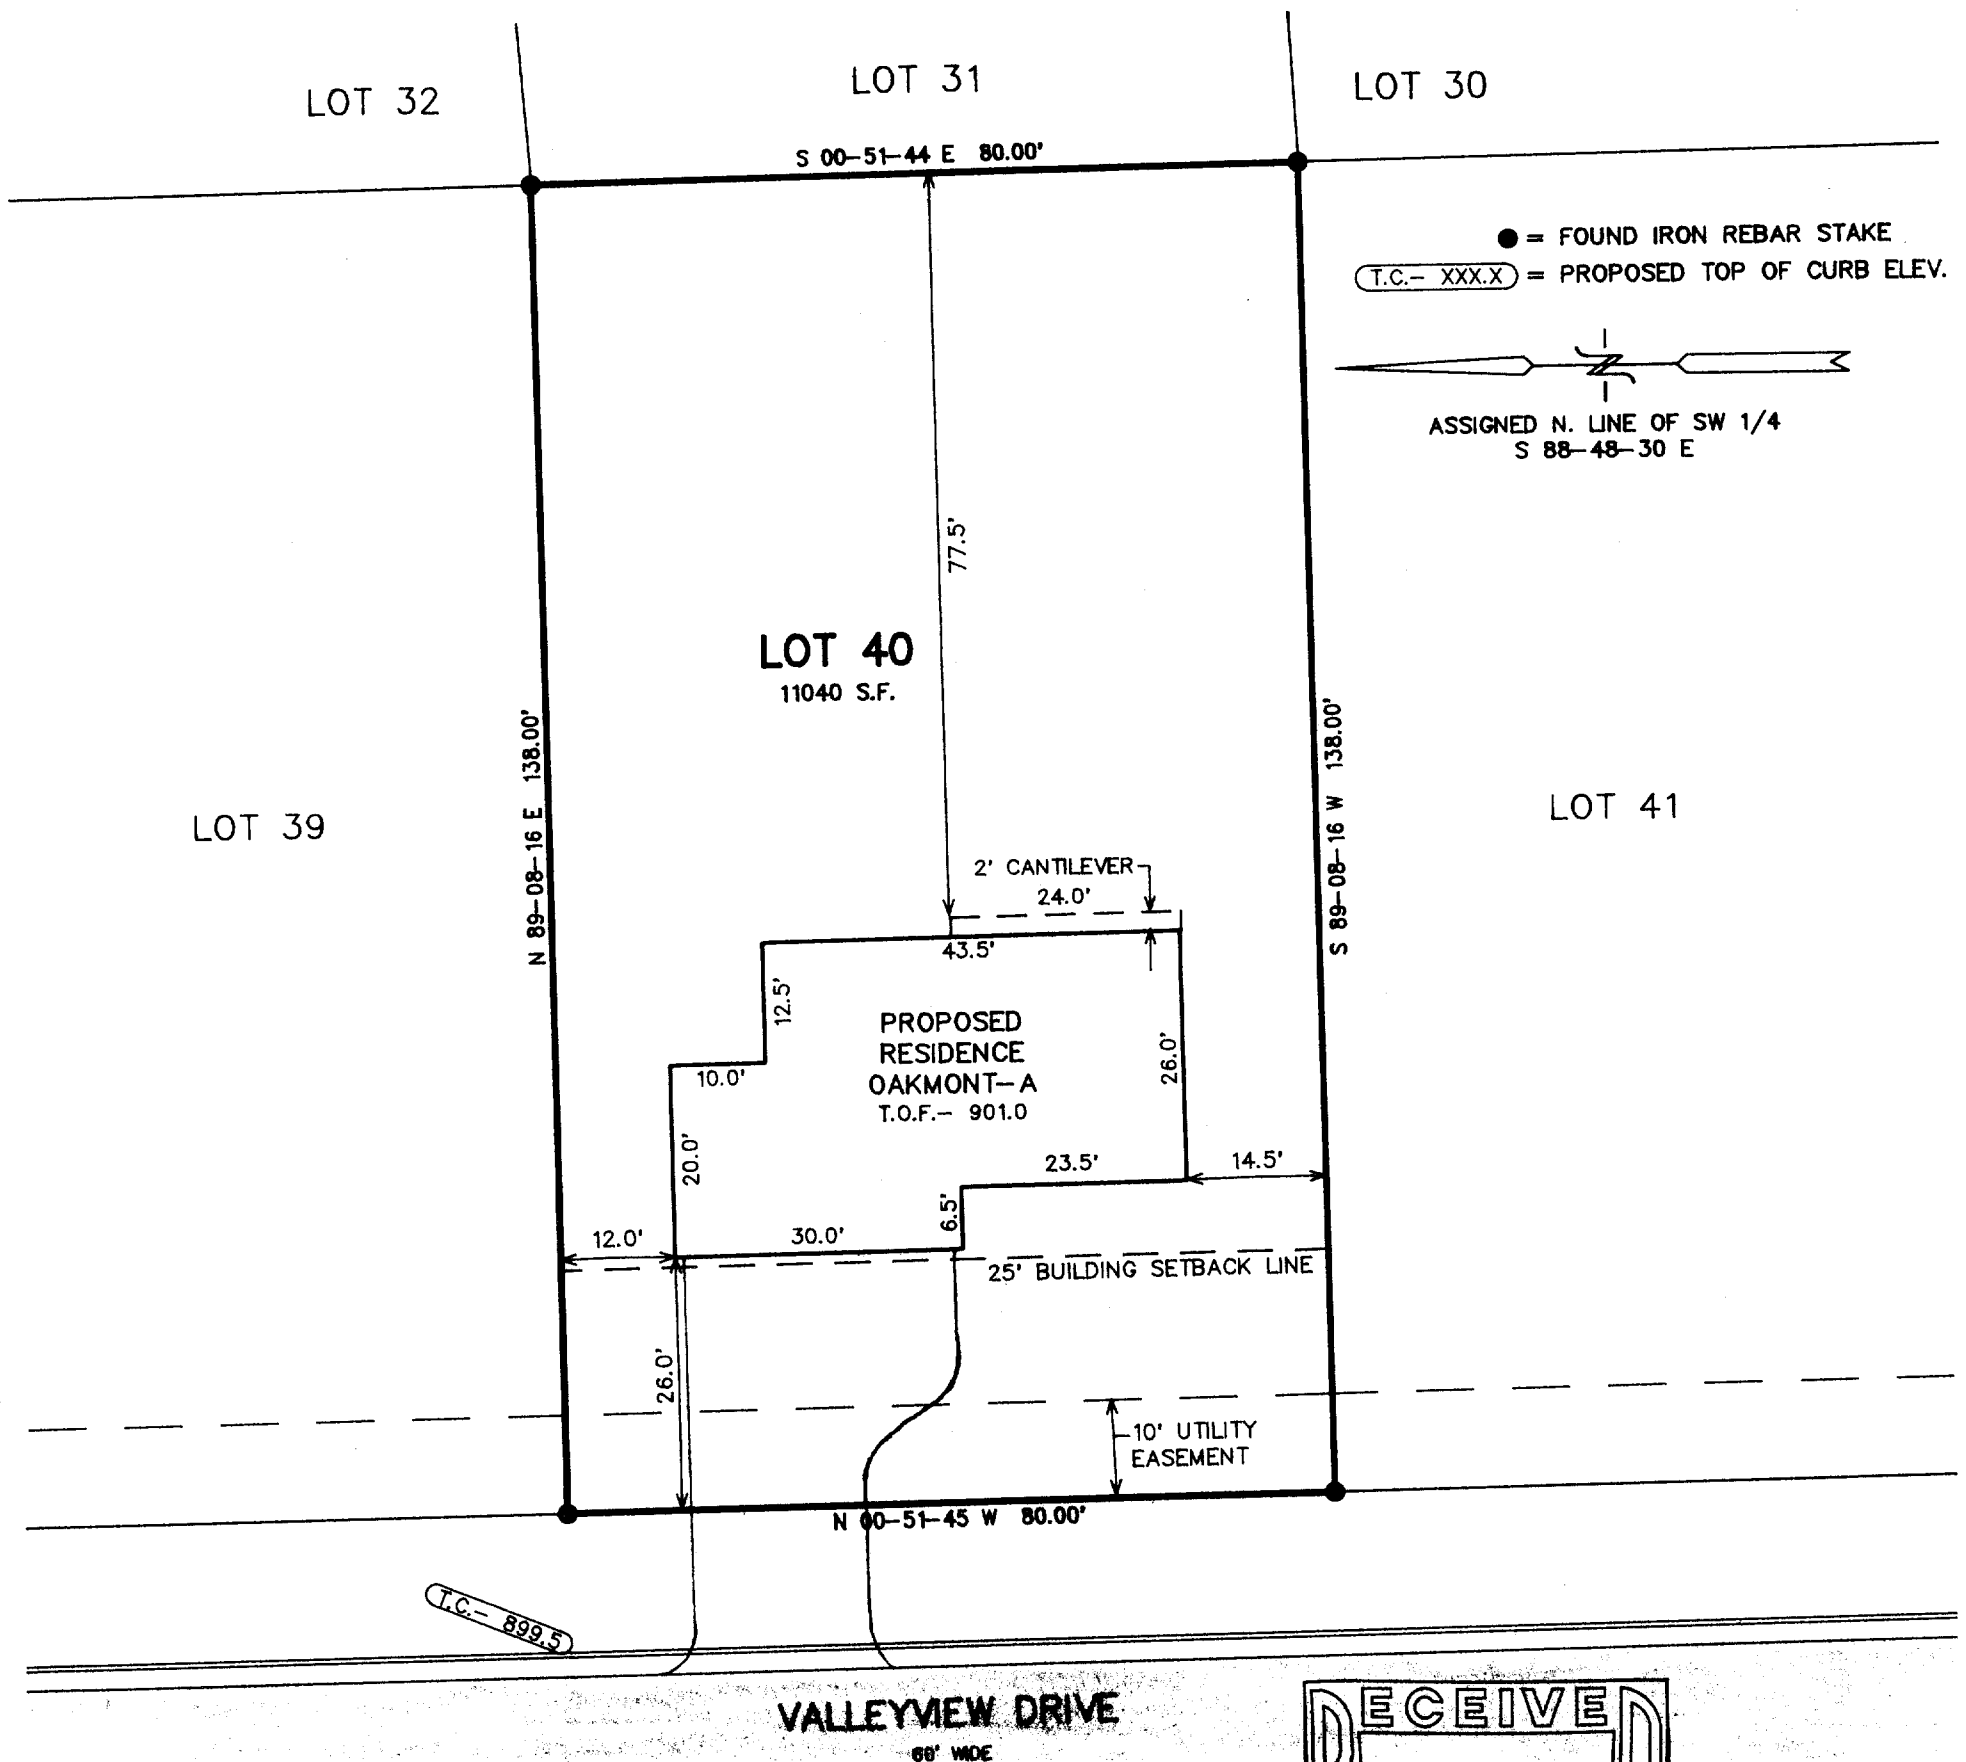 LOT 32
LOT 31
LOT 30
S 00-51-44 E 80.00'
● = FOUND IRON REBAR STAKE
T.C.- XXX.X = PROPOSED TOP OF CURB ELEV.
ASSIGNED N. LINE OF SW 1/4
S 88-48-30 E
77.5'
LOT 40
11040 S.F.
N 89-08-16 E 138.00'
S 89-08-16 W 138.00'
LOT 39
LOT 41
2' CANTILEVER
24.0'
43.5'
12.5'
PROPOSED
RESIDENCE
OAKMONT-A
T.O.F.- 901.0
26.0'
10.0'
20.0'
23.5'
14.5'
6.5'
12.0'
30.0'
25' BUILDING SETBACK LINE
26.0'
10' UTILITY
EASEMENT
N 00-51-45 W 80.00'
T.C.- 899.5
VALLEYVIEW DRIVE
60' WIDE